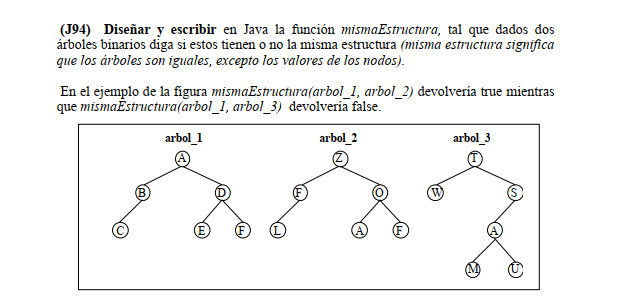 (J94) Diseñar y escribir en Java la función mismaEstructura, tal que dados dos
árboles binarios diga si estos tienen o no la misma estructura (misma estructura significa
que los árboles son iguales, excepto los valores de los nodos).
En el ejemplo de la figura mismaEstructura(arbol_1, arbol_2) devolvería true mientras
que mismaEstructura(arbol_1, arbol_3) devolvería false.
arbol_1 arbol_2 arbol_3
A Z T
B D F O W S
C E F L A F A
M U